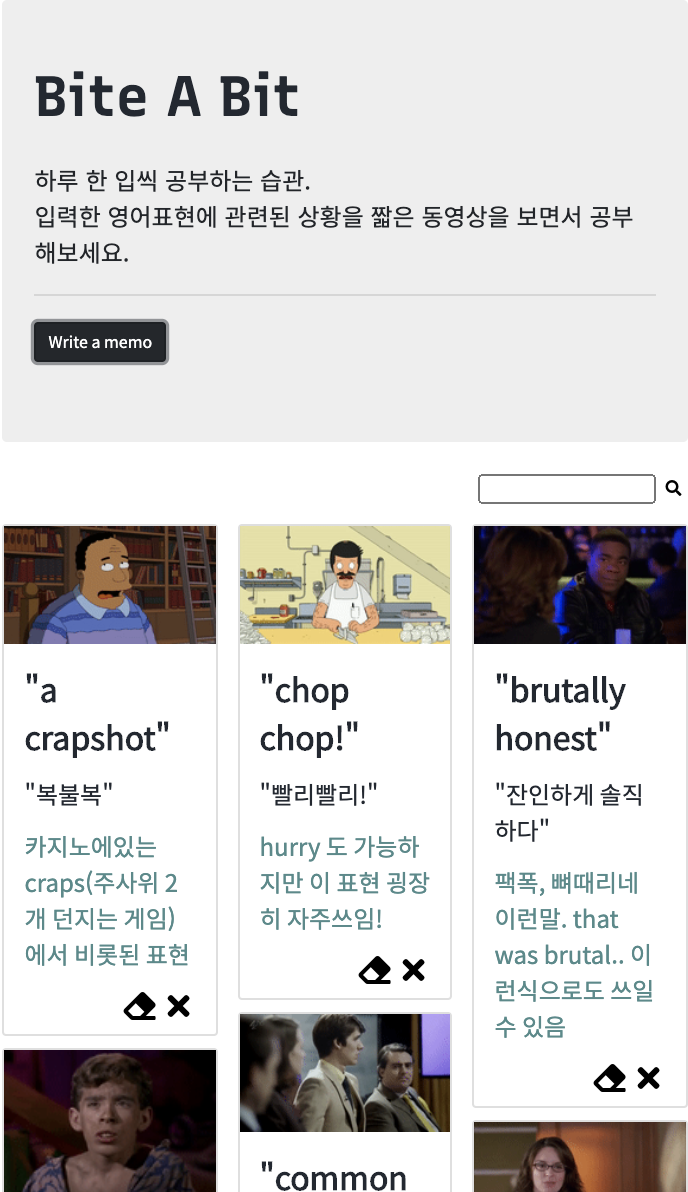 Bite A Bit
하루 한 입씩 공부하는 습관.
입력한 영어표현에 관련된 상황을 짧은 동영상을 보면서 공부
해보세요.
Write a memo
"a
crapshot"
"복불복"
카지노에있는
craps(주사위 2
개 던지는 게임)
에서 비롯된 표현
"chop
chop!"
"빨리빨리!"
hurry 도 가능하
지만 이 표현 굉장
히 자주쓰임!
"brutally
honest"
"잔인하게 솔직
하다"
팩폭, 뼈때리네
이런말. that
was brutal.. 이
런식으로도 쓰일
수 있음
"common